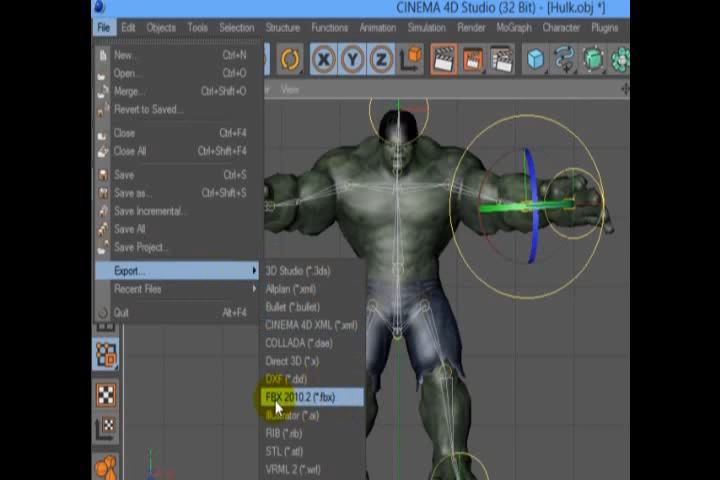 CINEMA 4D Studio (32 Bit) - [Hulk.obj *]
File Edit Objects Tools Selection Structure Functions Animation Simulation Render MoGraph Character Plugins
View
New... Ctrl+N
Open... Ctrl+O
Merge... Ctrl+Shift+O
Revert to Saved...
Close Ctrl+F4
Close All Ctrl+Shift+F4
Save Ctrl+S
Save as... Ctrl+Shift+S
Save Incremental...
Save All
Save Project...
Export...
Recent Files
Quit Alt+F4
3D Studio (*.3ds)
Allplan (*.xml)
Bullet (*.bullet)
CINEMA 4D XML (*.xml)
COLLADA (*.dae)
Direct 3D (*.x)
DXF (*.dxf)
FBX 2010.2 (*.fbx)
Illustrator (*.ai)
RIB (*.rib)
STL (*.stl)
VRML 2 (*.wrl)
X Y Z